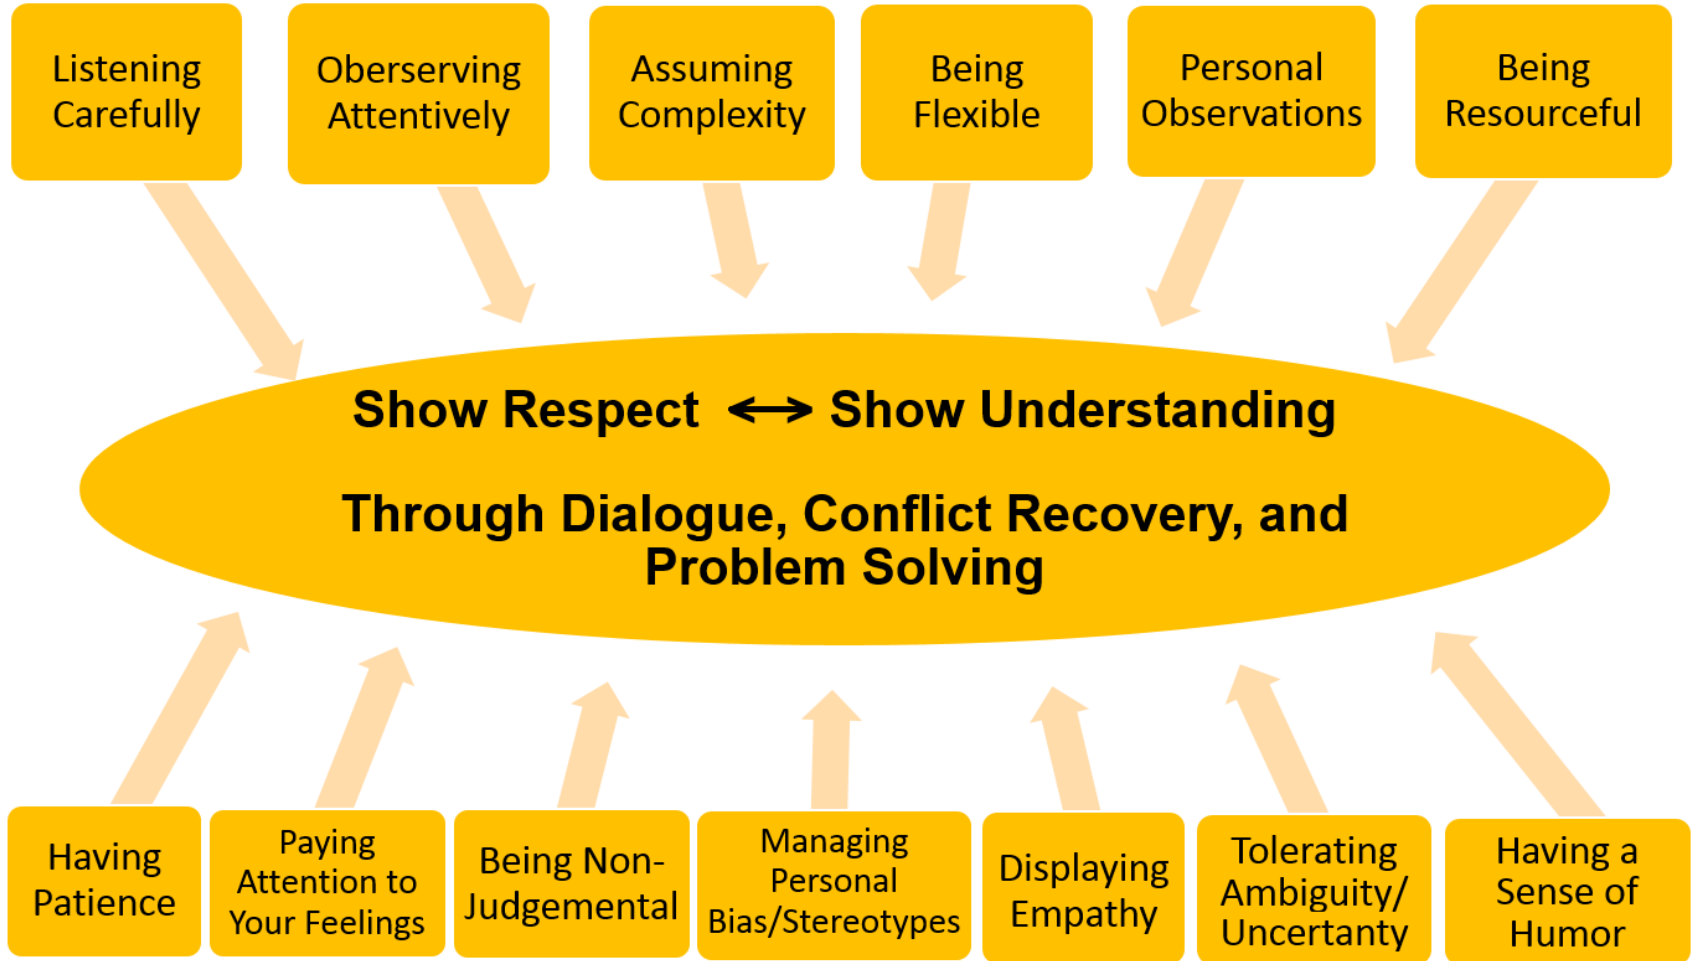 Listening
Carefully
Oberserving
Attentively
Assuming
Complexity
Being
Flexible
Personal
Observations
Being
Resourceful
Show Respect <-> Show Understanding
Through Dialogue, Conflict Recovery, and
Problem Solving
Having
Patience
Paying
Attention to
Your Feelings
Being Non-
Judgemental
Managing
Personal
Bias/Stereotypes
Displaying
Empathy
Tolerating
Ambiguity/
Uncertanty
Having a
Sense of
Humor